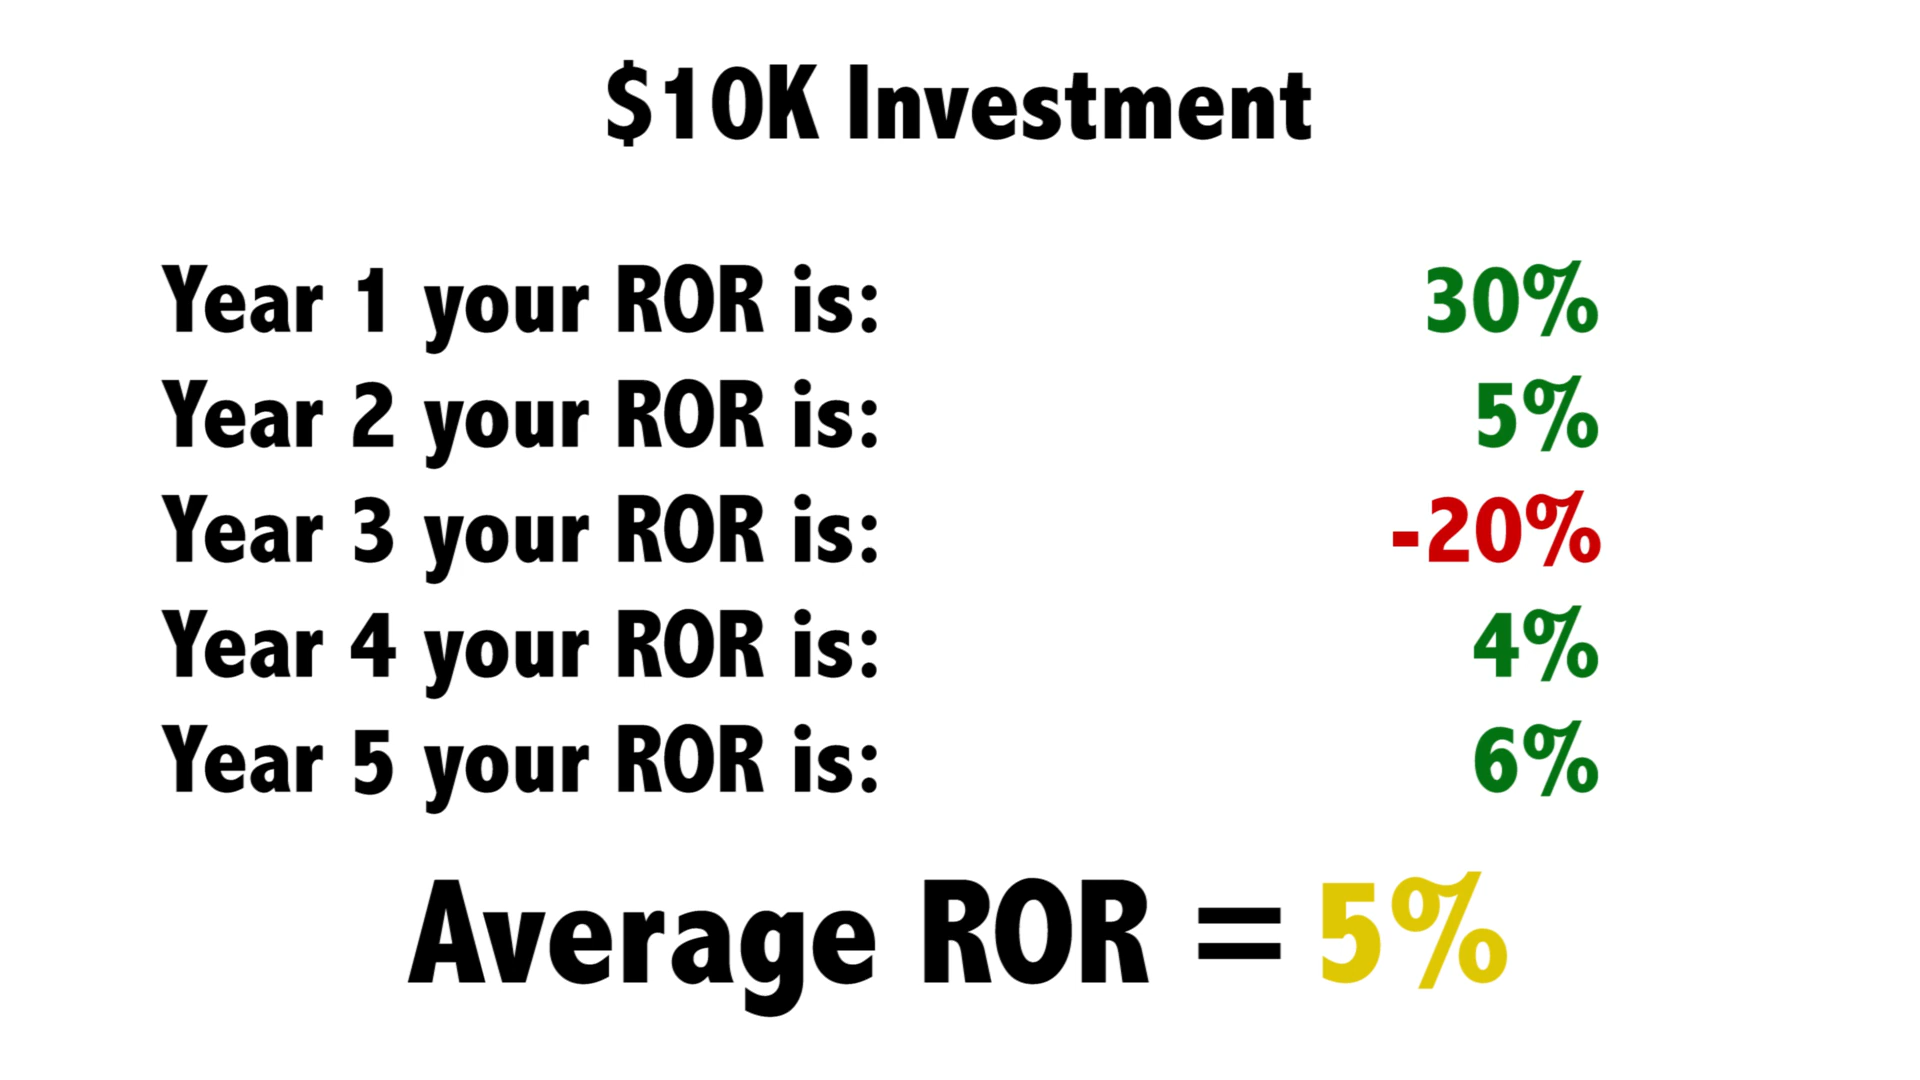 $10K Investment
Year 1 your ROR is: 30%
Year 2 your ROR is: 5%
Year 3 your ROR is: -20%
Year 4 your ROR is: 4%
Year 5 your ROR is: 6%
Average ROR = 5%